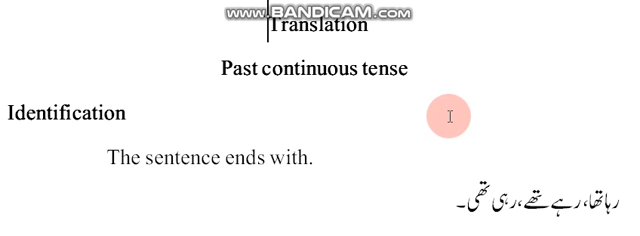 www.BANDICAM.com
Translation
Past continuous tense
Identification
The sentence ends with.
رہا تھا، رہے تھے، رہی تھی۔